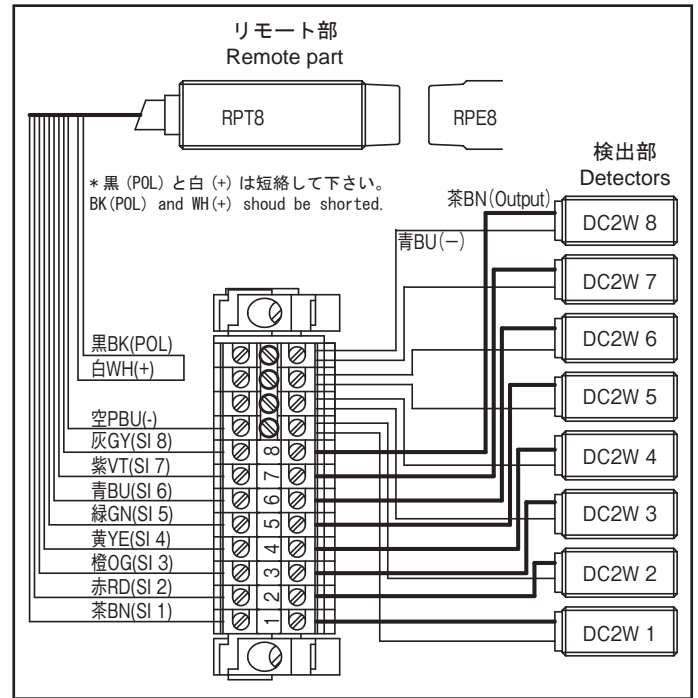 リモート部
Remote part
RPT8
RPE8
検出部
Detectors
*黒 (POL) と白 (+) は短絡して下さい。
BK(POL) and WH(+) shoud be shorted.
茶BN(Output)
青BU(−)
DC2W 8
DC2W 7
DC2W 6
DC2W 5
DC2W 4
DC2W 3
DC2W 2
DC2W 1
黒BK(POL)
白WH(+)
空PBU(-)
灰GY(SI 8)
紫VT(SI 7)
青BU(SI 6)
緑GN(SI 5)
黄YE(SI 4)
橙OG(SI 3)
赤RD(SI 2)
茶BN(SI 1)
8
7
6
5
4
3
2
1